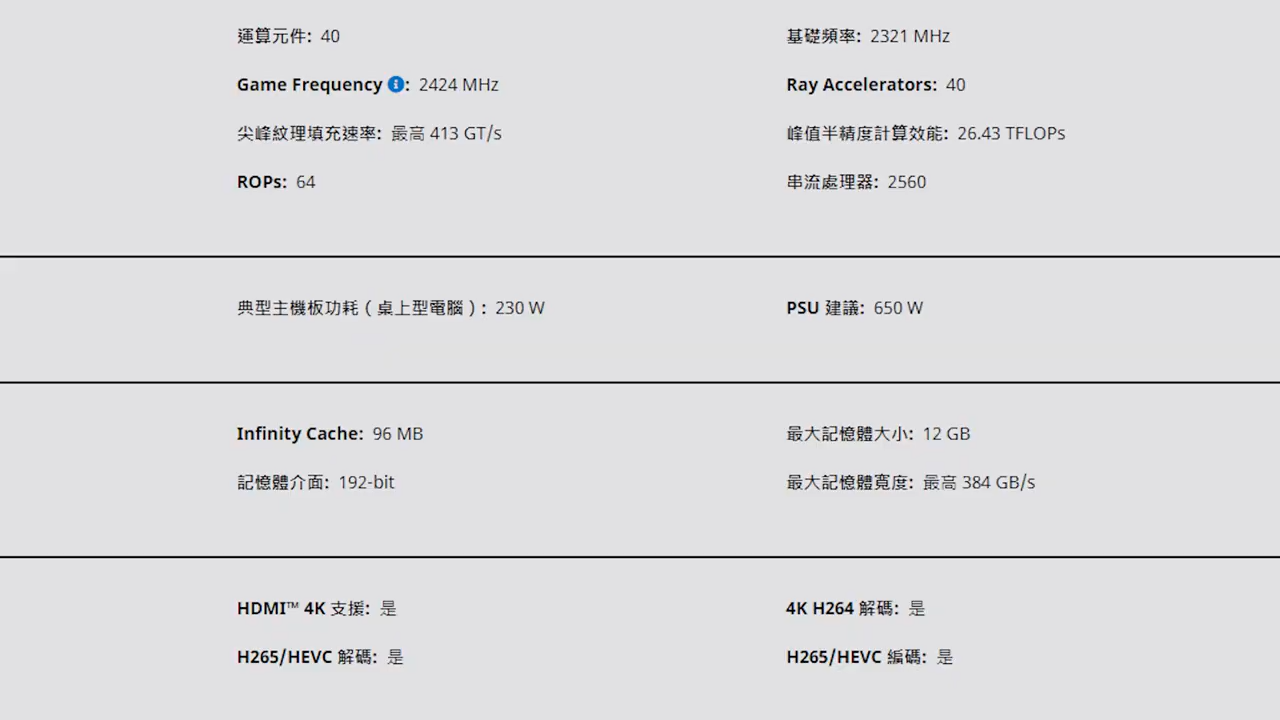 運算元件: 40
基礎頻率: 2321 MHz
Game Frequency i: 2424 MHz
Ray Accelerators: 40
尖峰紋理填充速率: 最高 413 GT/s
峰值半精度計算效能: 26.43 TFLOPs
ROPs: 64
串流處理器: 2560
典型主機板功耗 ( 桌上型電腦 ) : 230 W
PSU 建議: 650 W
Infinity Cache: 96 MB
最大記憶體大小: 12 GB
記憶體介面: 192-bit
最大記憶體寬度: 最高 384 GB/s
HDMI™ 4K 支援: 是
4K H264 解碼: 是
H265/HEVC 解碼: 是
H265/HEVC 編碼: 是